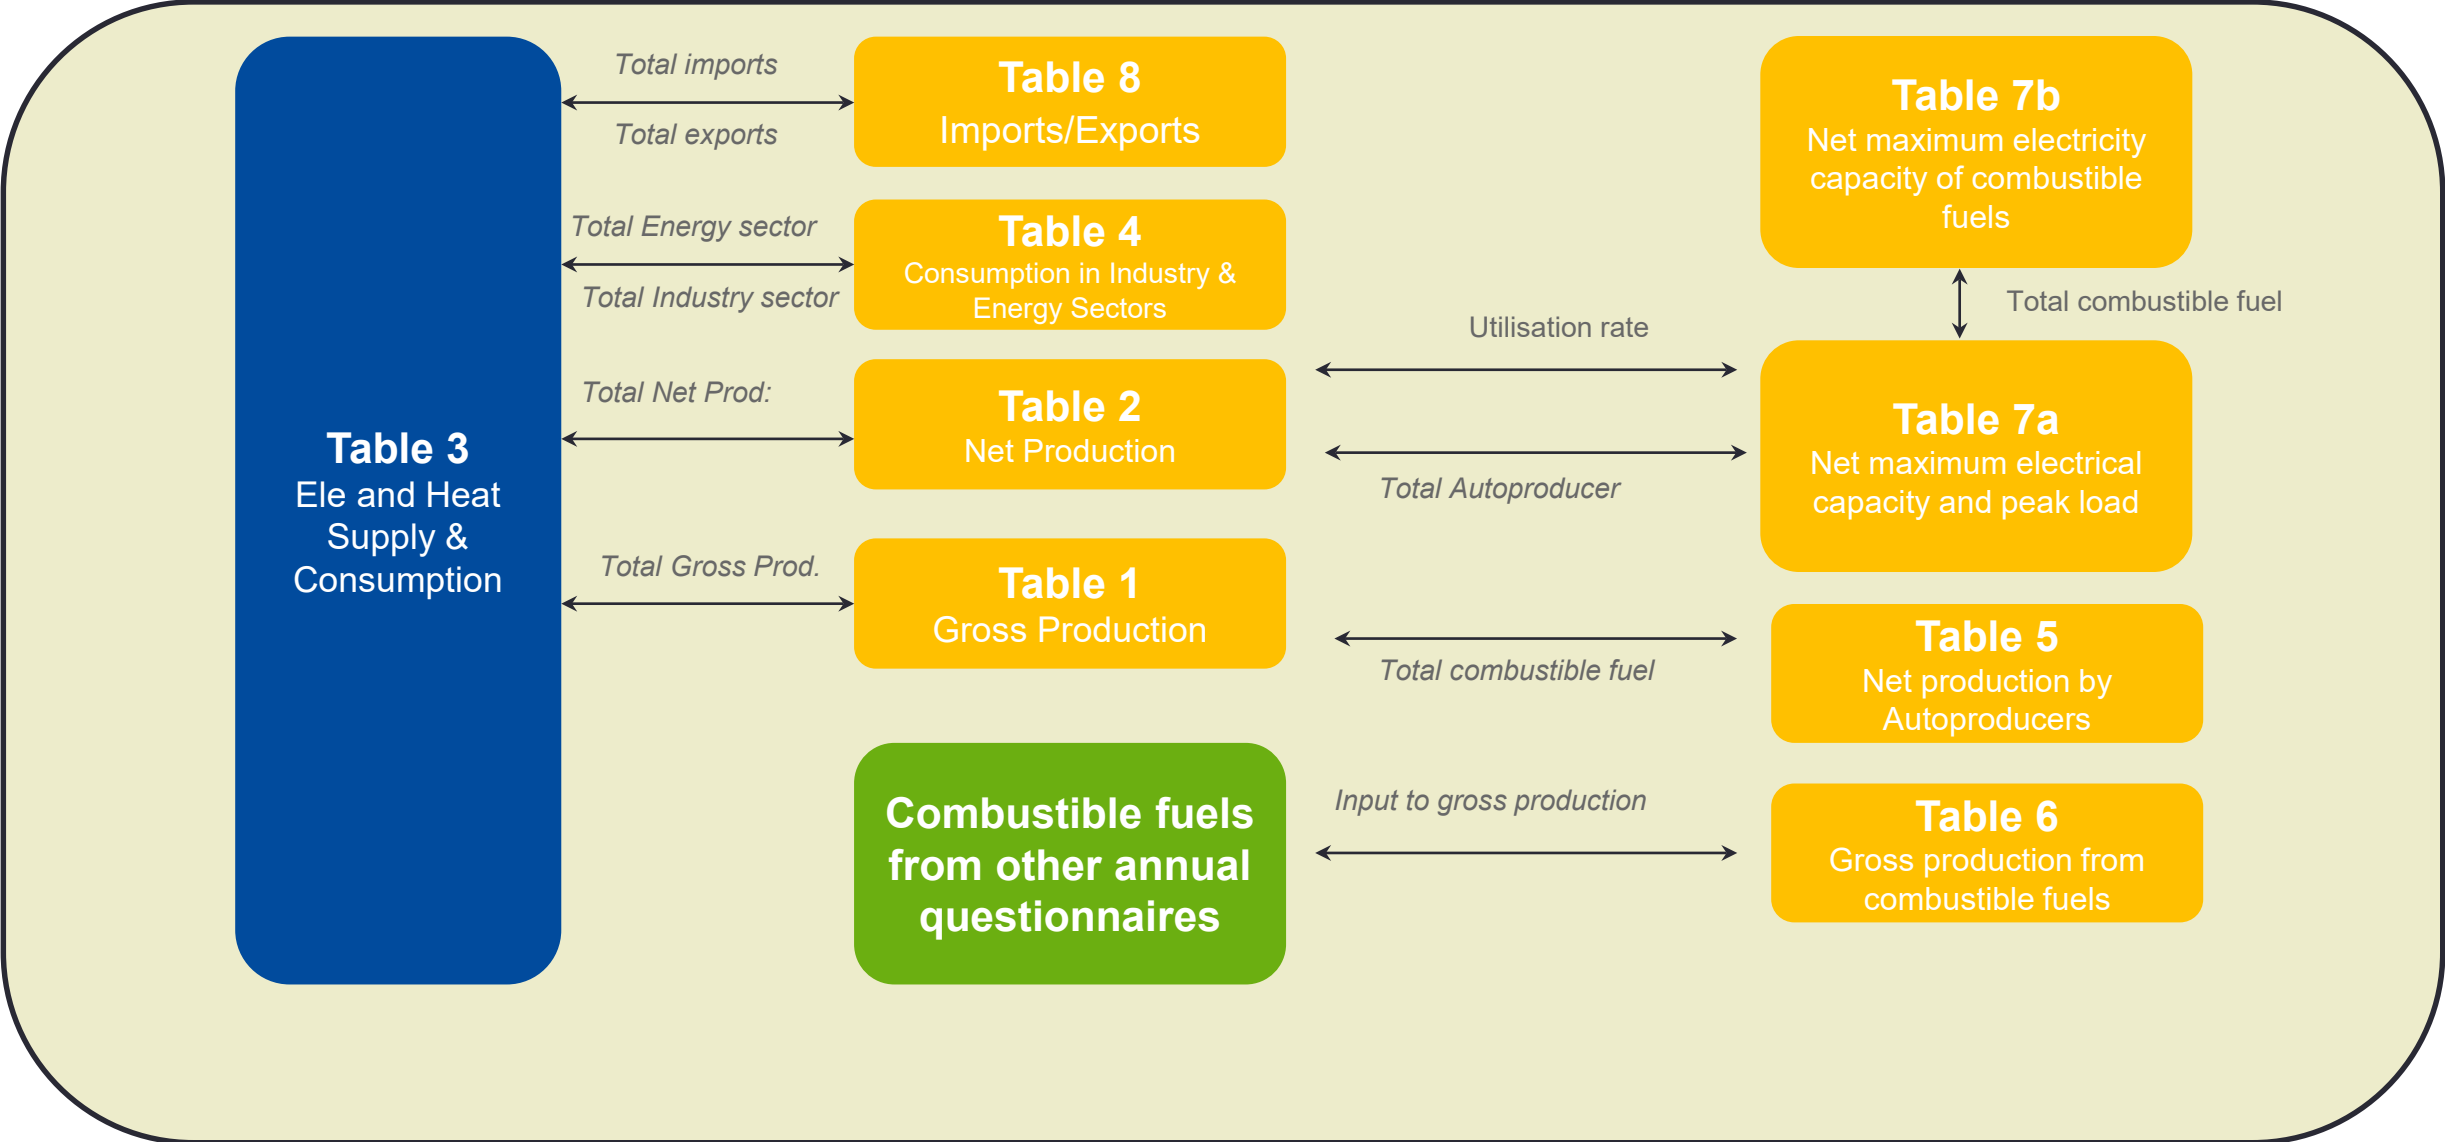 Table 3
Ele and Heat
Supply &
Consumption
Total imports
Total exports
Total Energy sector
Total Industry sector
Total Net Prod:
Total Gross Prod.
Table 8
Imports/Exports
Table 4
Consumption in Industry &
Energy Sectors
Table 2
Net Production
Table 1
Gross Production
Combustible fuels
from other annual
questionnaires
Utilisation rate
Total Autoproducer
Total combustible fuel
Input to gross production
Table 7b
Net maximum electricity
capacity of combustible
fuels
Total combustible fuel
Table 7a
Net maximum electrical
capacity and peak load
Table 5
Net production by
Autoproducers
Table 6
Gross production from
combustible fuels